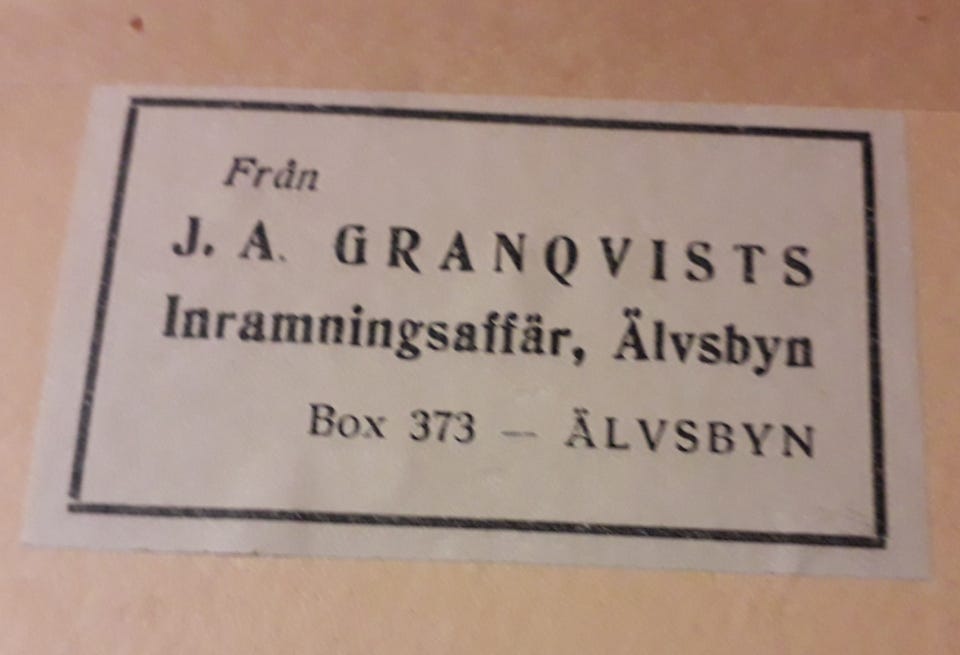 Från
J. A. GRANQVISTS
Inramningsaffär, Älvsbyn
Box 373 — ÄLVSBYN